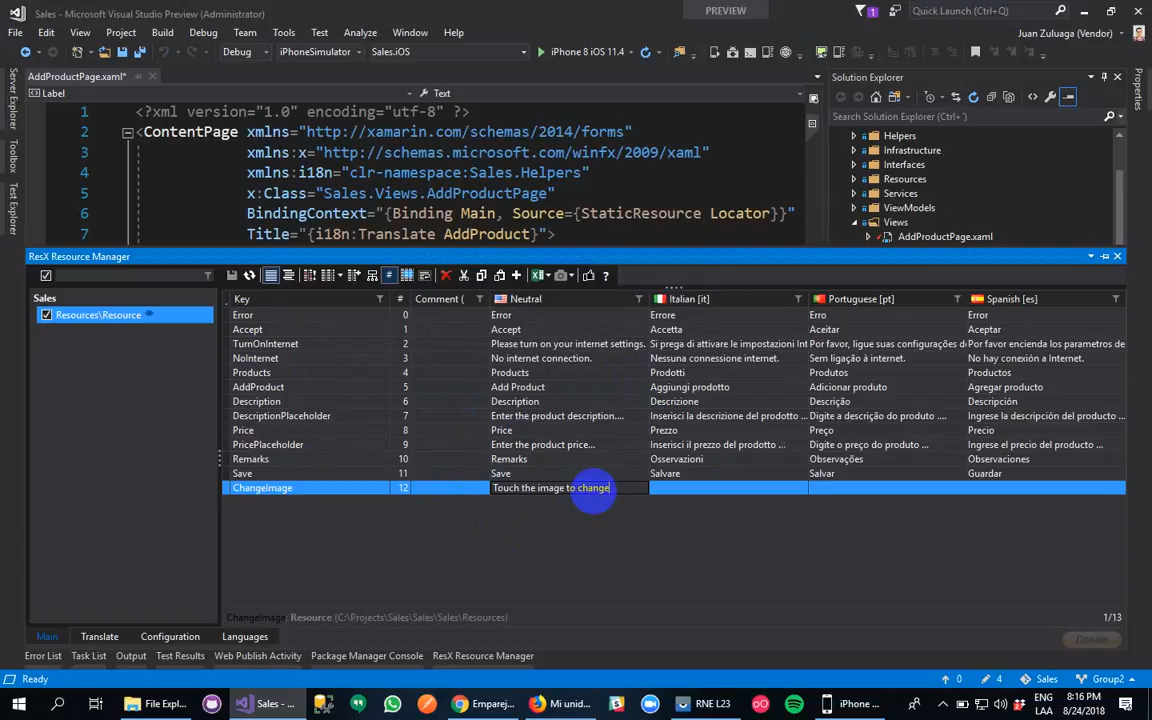 Sales - Microsoft Visual Studio Preview (Administrator)
PREVIEW
1
Quick Launch (Ctrl+Q)
File Edit View Project Build Debug Team Tools Test Analyze Window Help
Juan Zuluaga (Vendor)
Debug iPhoneSimulator Sales.iOS iPhone 8 iOS 11.4
Server Explorer
Toolbox
Test Explorer
AddProductPage.xaml*
Label
Text
1 <?xml version="1.0" encoding="utf-8" ?>
2 <ContentPage xmlns="http://xamarin.com/schemas/2014/forms"
3 xmlns:x="http://schemas.microsoft.com/winfx/2009/xaml"
4 xmlns:i18n="clr-namespace:Sales.Helpers"
5 x:Class="Sales.Views.AddProductPage"
6 BindingContext="{Binding Main, Source={StaticResource Locator}}"
7 Title="{i18n:Translate AddProduct}">
Solution Explorer
Search Solution Explorer (Ctrl+¨)
Helpers
Infrastructure
Interfaces
Resources
Services
ViewModels
Views
AddProductPage.xaml
Properties
ResX Resource Manager
Sales
Resources\Resource
Key # Comment ( Neutral Italian [it] Portuguese [pt] Spanish [es]
Error 0 Error Errore Erro Error
Accept 1 Accept Accetta Aceitar Aceptar
TurnOnInternet 2 Please turn on your internet settings. Si prega di attivare le impostazioni Int Por favor, ligue suas configurações d Por favor encienda los parametros de
NoInternet 3 No internet connection. Nessuna connessione internet. Sem ligação à internet. No hay conexión a Internet.
Products 4 Products Prodotti Produtos Productos
AddProduct 5 Add Product Aggiungi prodotto Adicionar produto Agregar producto
Description 6 Description Descrizione Descrição Descripción
DescriptionPlaceholder 7 Enter the product description.... Inserisci la descrizione del prodotto ... Digite a descrição do produto .... Ingrese la descripción del producto ...
Price 8 Price Prezzo Preço Precio
PricePlaceholder 9 Enter the product price... Inserisci il prezzo del prodotto ... Digite o preço do produto ... Ingrese el precio del producto ...
Remarks 10 Remarks Osservazioni Observações Observaciones
Save 11 Save Salvare Salvar Guardar
ChangeImage 12 Touch the image to change
ChangeImage: Resource (C:\Projects\Sales\Sales\Sales\Resources)
1/13
Main Translate Configuration Languages
Donate
Error List Task List Output Test Results Web Publish Activity Package Manager Console ResX Resource Manager
Ready
0 4 Sales Group2
File Expl... Sales - ... Emparej... Mi unid... RNE L23 iPhone ...
ENG
LAA
8:16 PM
8/24/2018